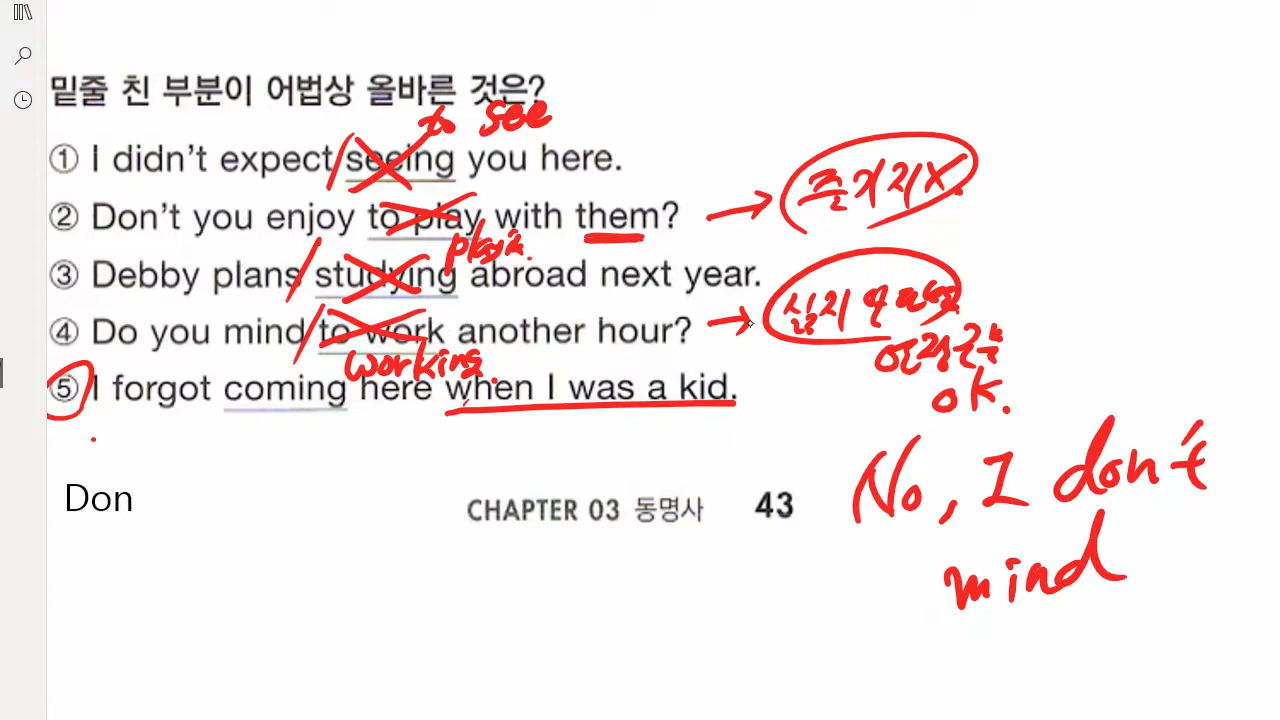 밑줄 친 부분이 어법상 올바른 것은?
to see
① I didn't expect seeing you here.
즐기지X
② Don't you enjoy to play with them?
③ Debby plans studying abroad next year.
④ Do you mind to work another hour?
working.
OK.
⑤ I forgot coming here when I was a kid.
No, I don't
mind
Don
CHAPTER 03 동명사 43